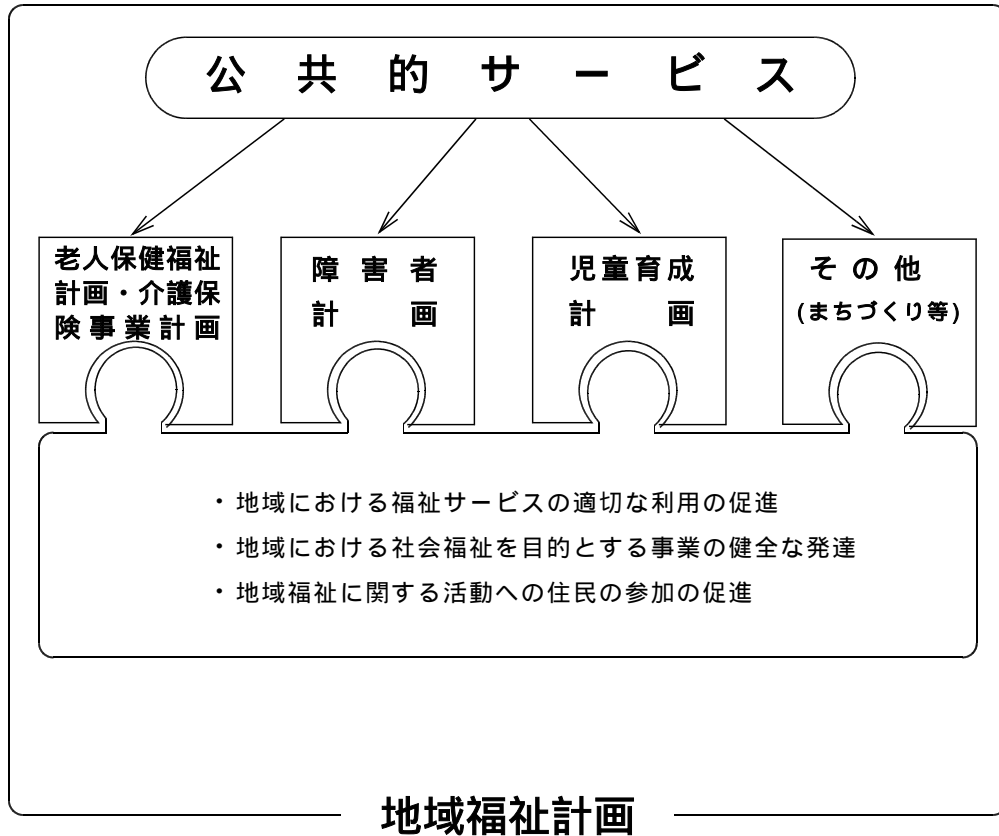 公共的サービス
老人保健福祉
計画・介護保
険事業計画
障害者
計画
児童育成
計画
その他
(まちづくり等)
・地域における福祉サービスの適切な利用の促進
・地域における社会福祉を目的とする事業の健全な発達
・地域福祉に関する活動への住民の参加の促進
地域福祉計画